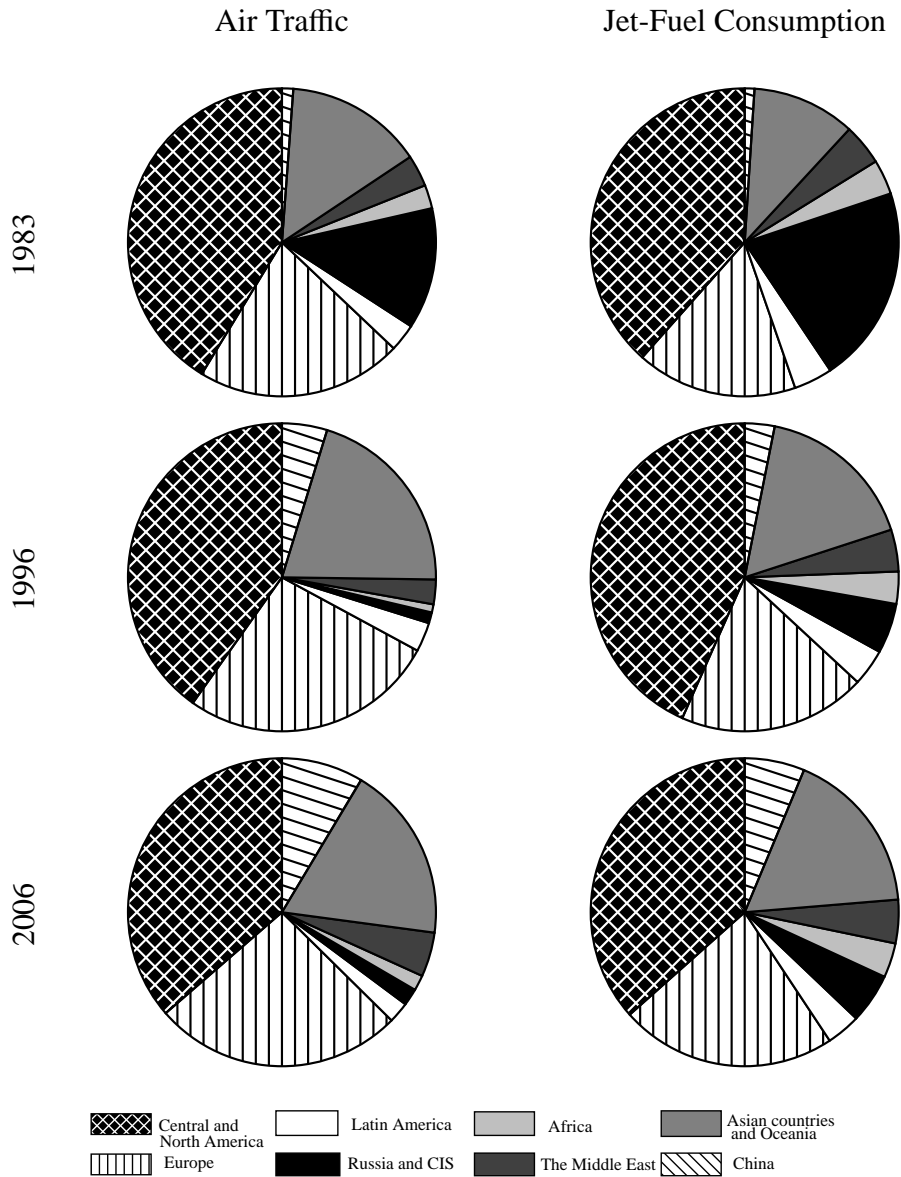 Air Traffic
Jet-Fuel Consumption
1983
1996
2006
Central and
North America
Latin America
Africa
Asian countries
and Oceania
Europe
Russia and CIS
The Middle East
China